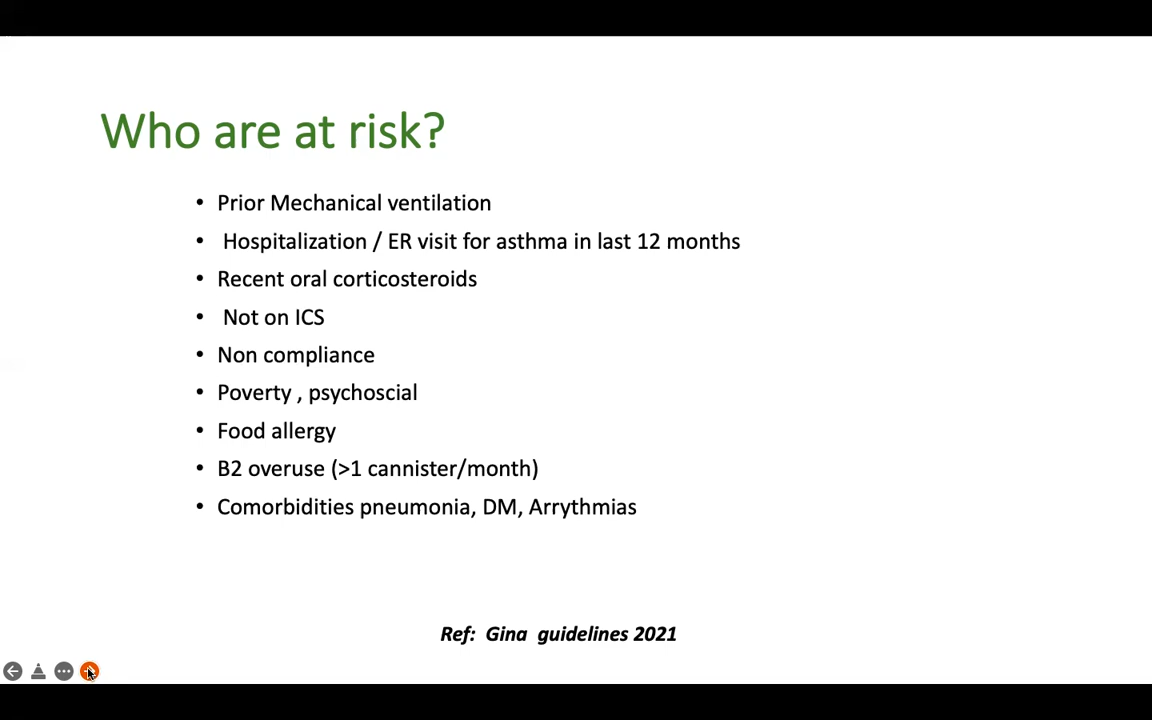 Who are at risk?
• Prior Mechanical ventilation
• Hospitalization / ER visit for asthma in last 12 months
• Recent oral corticosteroids
• Not on ICS
• Non compliance
• Poverty , psychoscial
• Food allergy
• B2 overuse (>1 cannister/month)
• Comorbidities pneumonia, DM, Arrythmias
Ref: Gina guidelines 2021